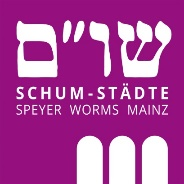 שו״ם
SCHUM-STÄDTE
SPEYER WORMS MAINZ